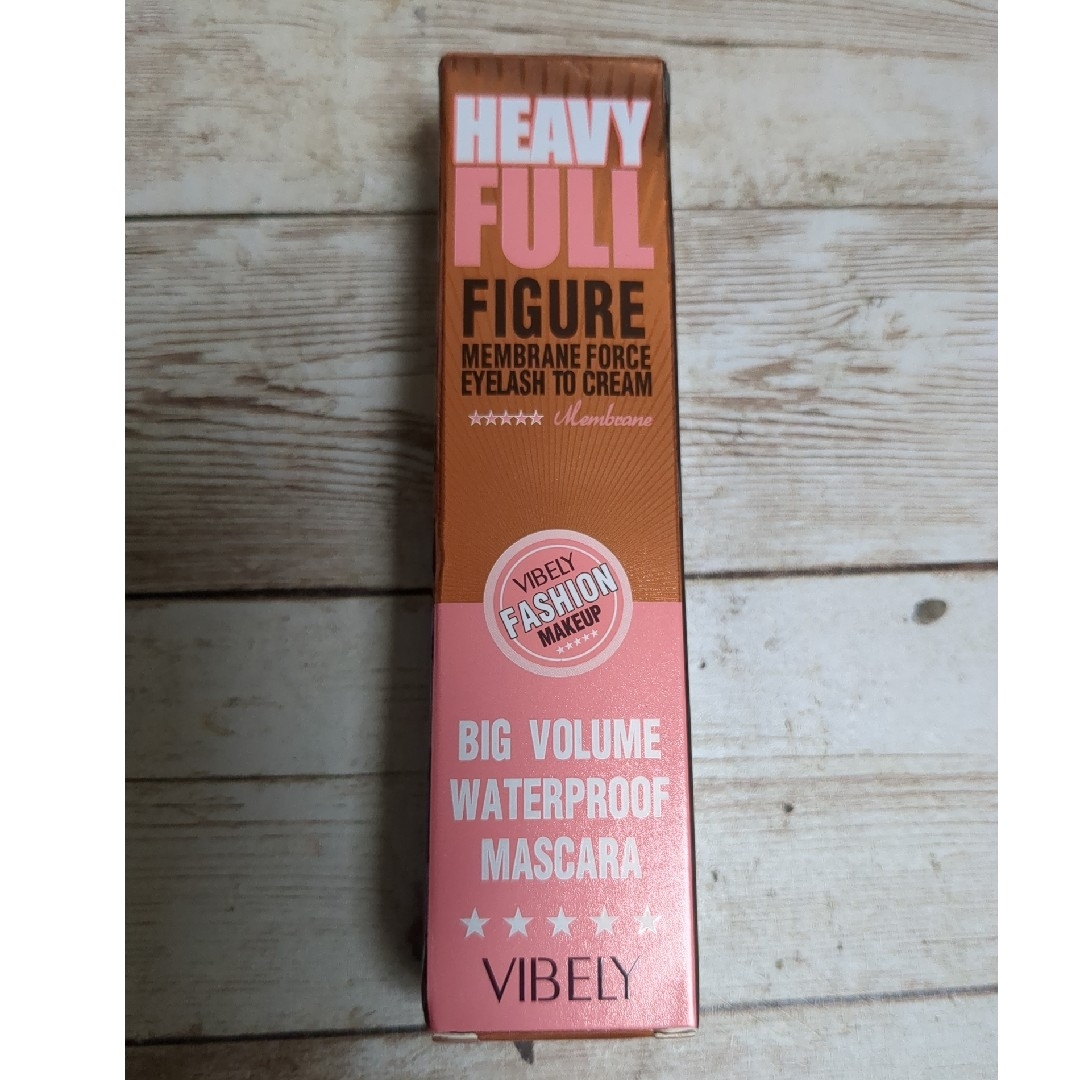 HEAVY
FULL
FIGURE
MEMBRANE FORCE
EYELASH TO CREAM
Membrane
VIBELY
FASHION
MAKEUP
BIG VOLUME
WATERPROOF
MASCARA
VIBELY